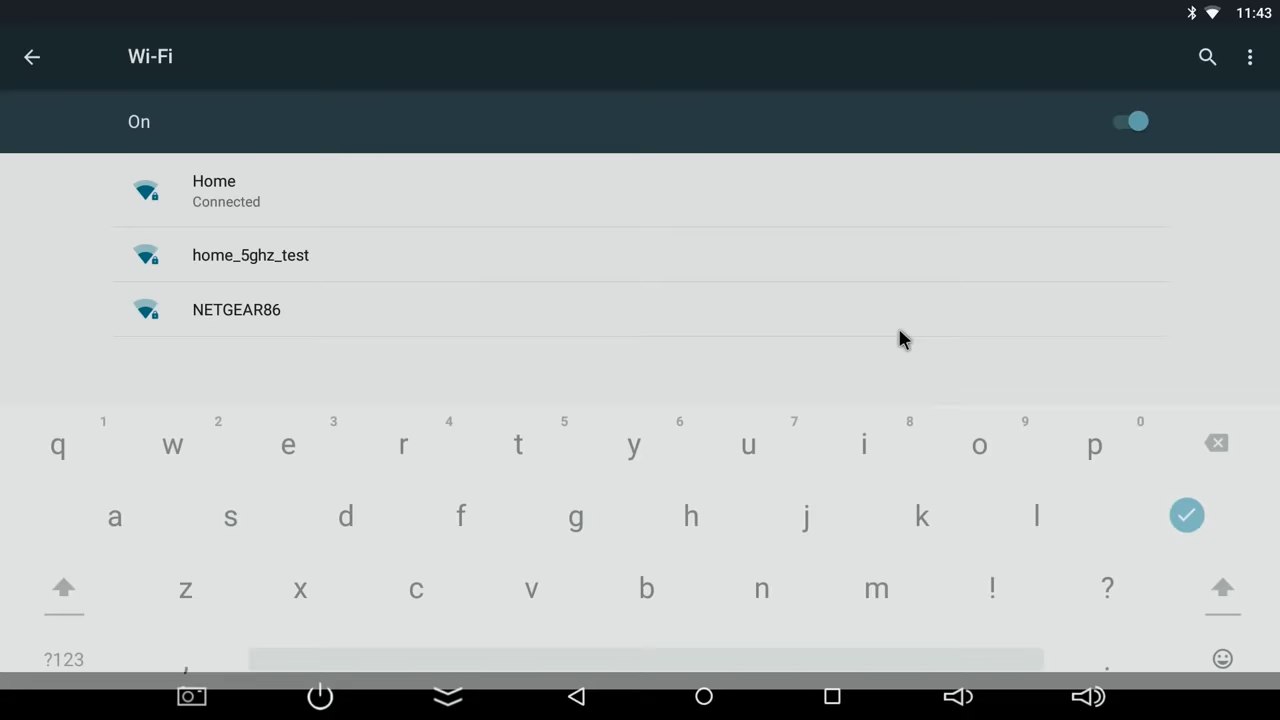 11:43
Wi-Fi
On
Home
Connected
home_5ghz_test
NETGEAR86
1 2 3 4 5 6 7 8 9 0
q w e r t y u i o p
a s d f g h j k l
z x c v b n m ! ?
?123 , .